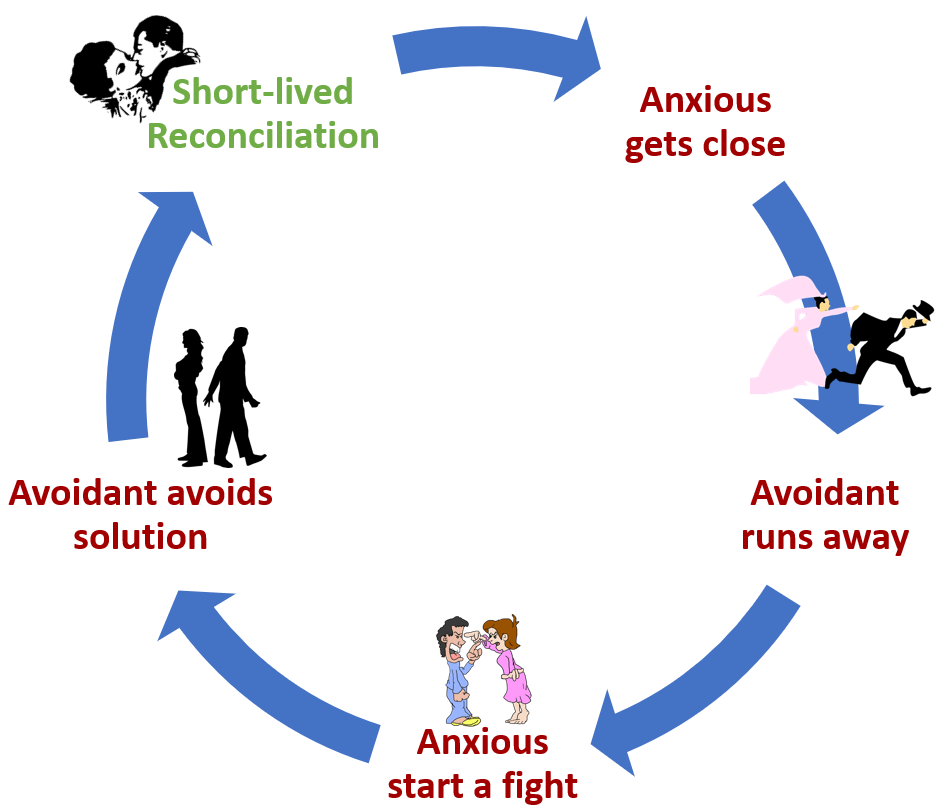 Short-lived
Reconciliation
Anxious
gets close
Avoidant
runs away
Anxious
start a fight
Avoidant avoids
solution